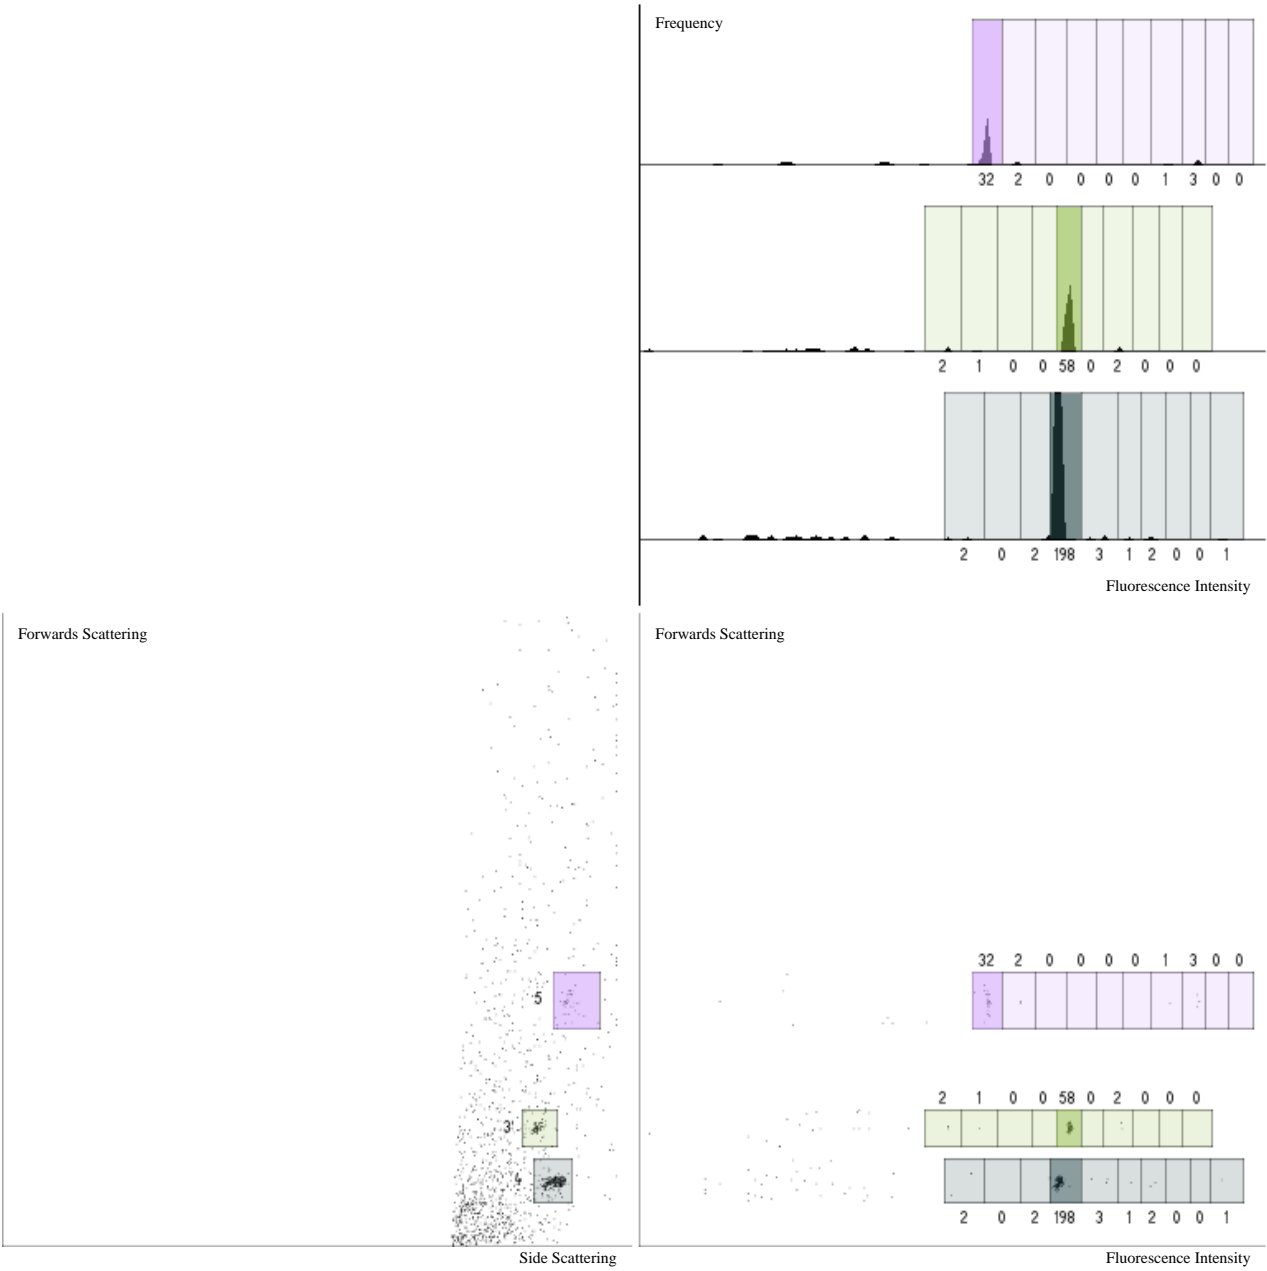 Frequency
32 2 0 0 0 0 1 3 0 0
2 1 0 0 58 0 2 0 0 0
2 0 2 198 3 1 2 0 0 1
Fluorescence Intensity
Forwards Scattering
Forwards Scattering
32 2 0 0 0 0 1 3 0 0
5
2 1 0 0 58 0 2 0 0 0
3
4
2 0 2 198 3 1 2 0 0 1
Side Scattering
Fluorescence Intensity